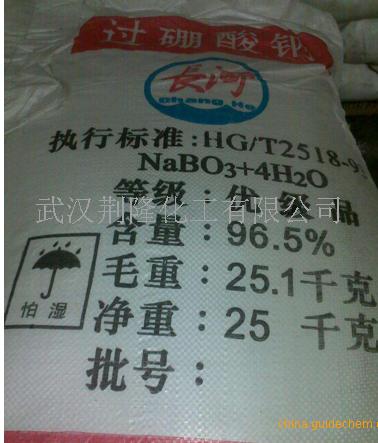 过硼酸钠
长河
chang He
执行标准:HG/T2518-9
NaBO3+4H2O
等级:优级品
武汉荆隆化工有限公司
含量:96.5%
毛重:25.1千克
净重:25 千克
批号:
怕湿
china.guidechem.co